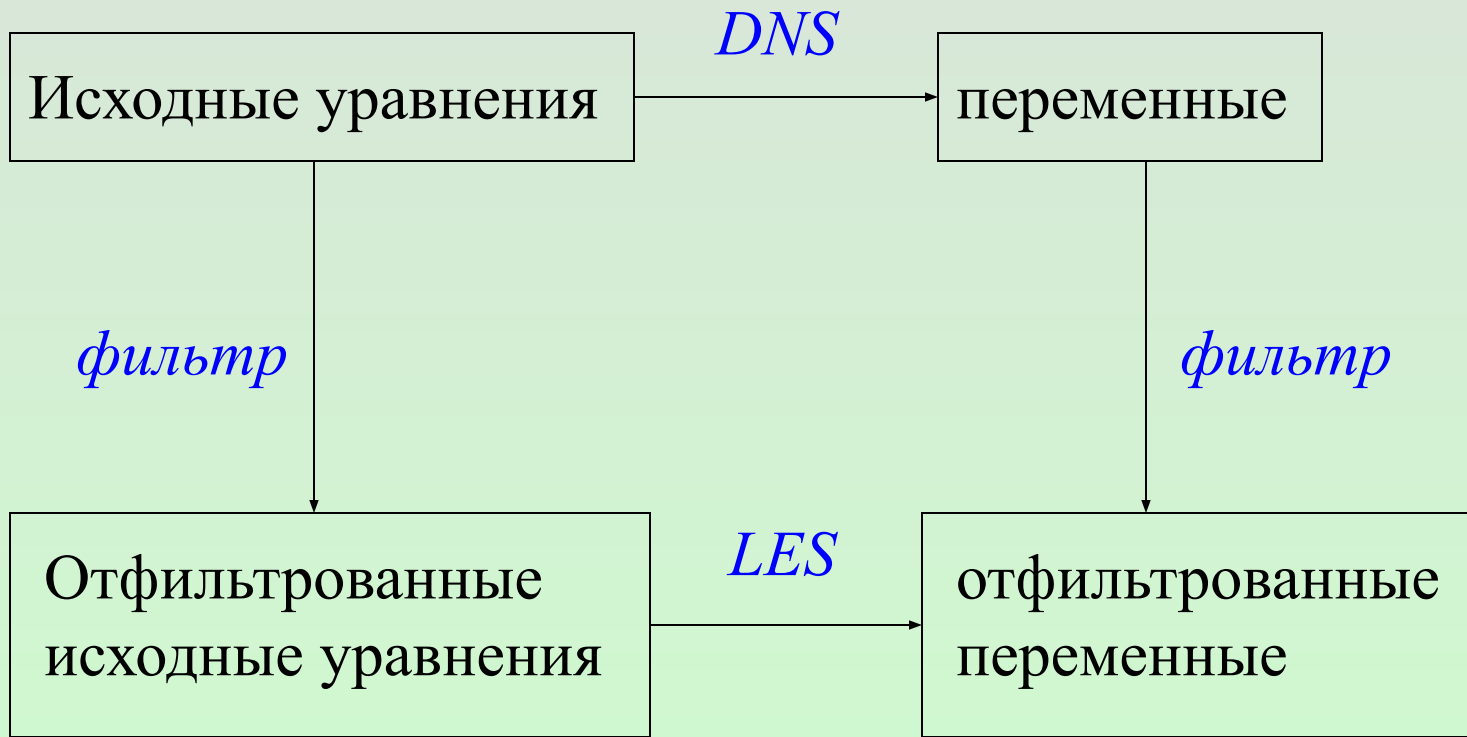 DNS
Исходные уравнения
переменные
фильтр
фильтр
LES
Отфильтрованные
исходные уравнения
отфильтрованные
переменные